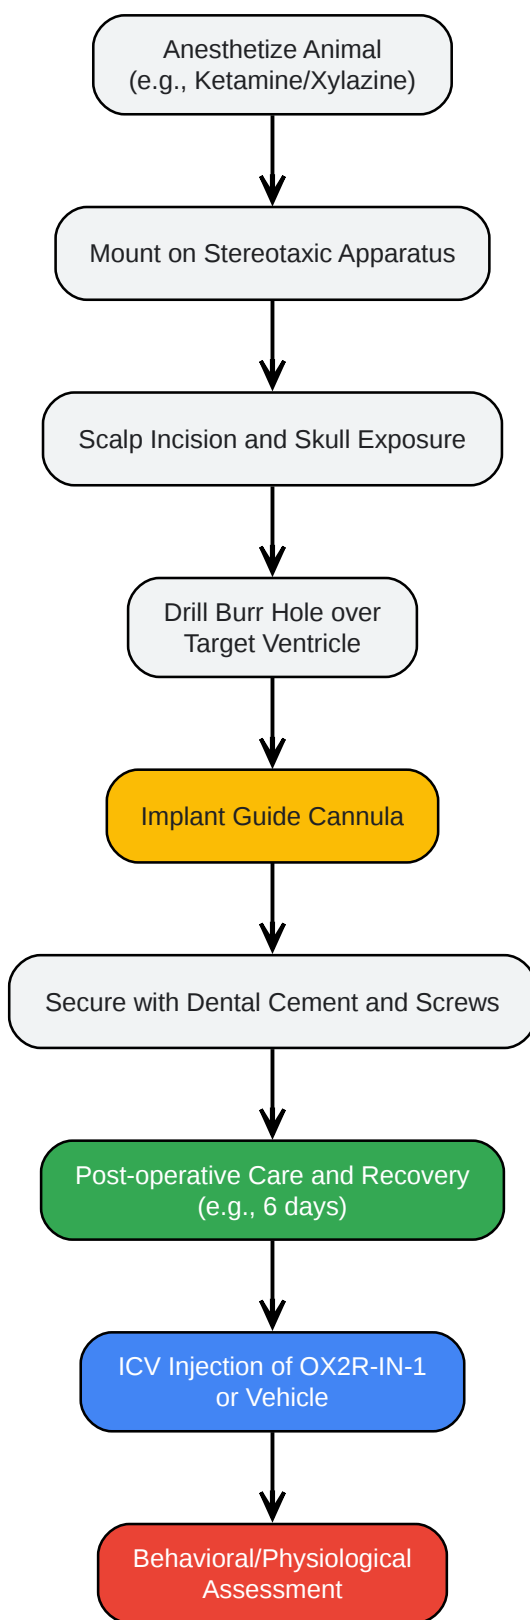 Anesthetize Animal
(e.g., Ketamine/Xylazine)
Mount on Stereotaxic Apparatus
Scalp Incision and Skull Exposure
Drill Burr Hole over
Target Ventricle
Implant Guide Cannula
Secure with Dental Cement and Screws
Post-operative Care and Recovery
(e.g., 6 days)
ICV Injection of OX2R-IN-1
or Vehicle
Behavioral/Physiological
Assessment